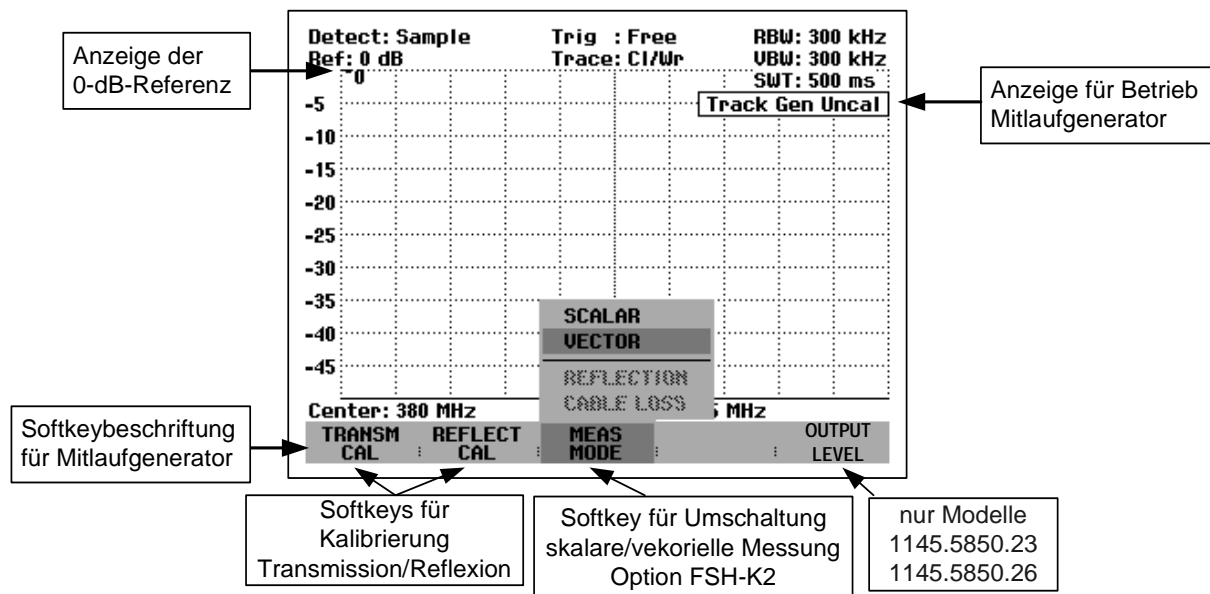 Anzeige der
0-dB-Referenz
Detect: Sample Trig : Free RBW: 300 kHz
Ref: 0 dB Trace: Cl/Wr VBW: 300 kHz
0 SWT: 500 ms
Track Gen Uncal
Anzeige für Betrieb
Mitlaufgenerator
-5
-10
-15
-20
-25
-30
-35
-40
-45
SCALAR
VECTOR
REFLECTION
CABLE LOSS
Center: 380 MHz MHz
TRANSM CAL
REFLECT CAL
MEAS MODE
OUTPUT LEVEL
Softkeybeschriftung
für Mitlaufgenerator
Softkeys für
Kalibrierung
Transmission/Reflexion
Softkey für Umschaltung
skalare/vekorielle Messung
Option FSH-K2
nur Modelle
1145.5850.23
1145.5850.26